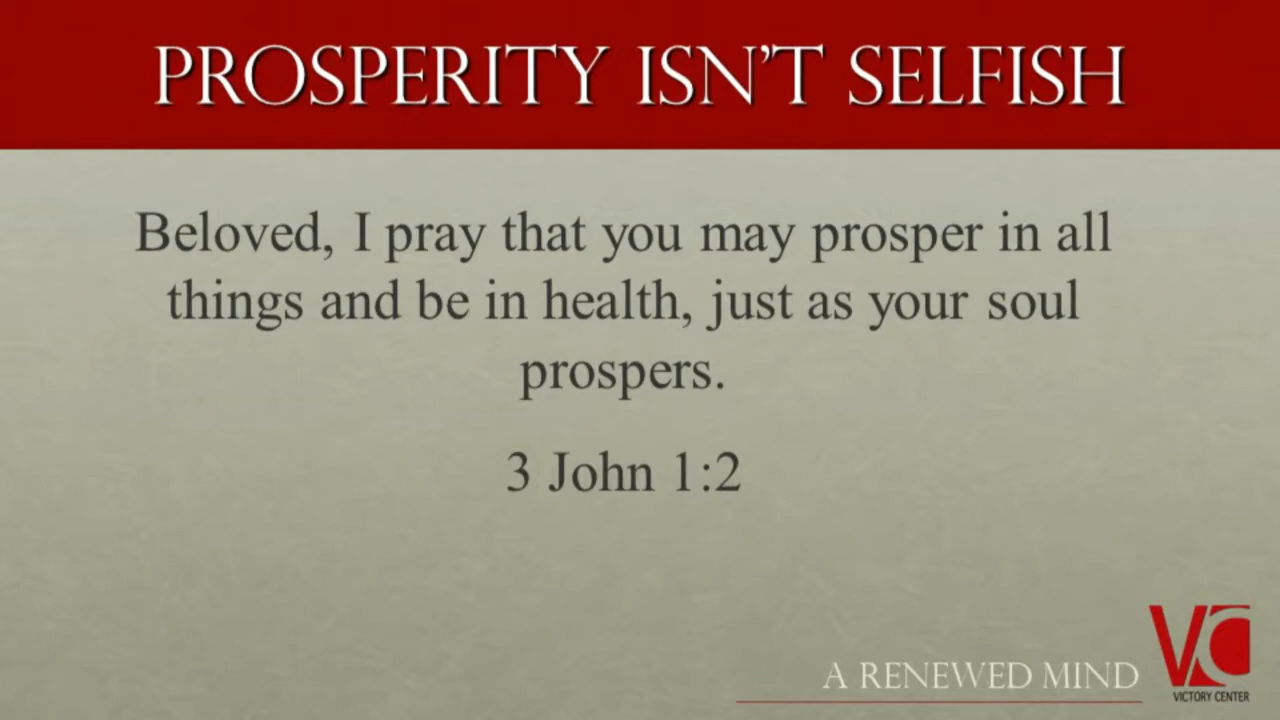 PROSPERITY ISN'T SELFISH
Beloved, I pray that you may prosper in all
things and be in health, just as your soul
prospers.
3 John 1:2
A RENEWED MIND
VC
VICTORY CENTER